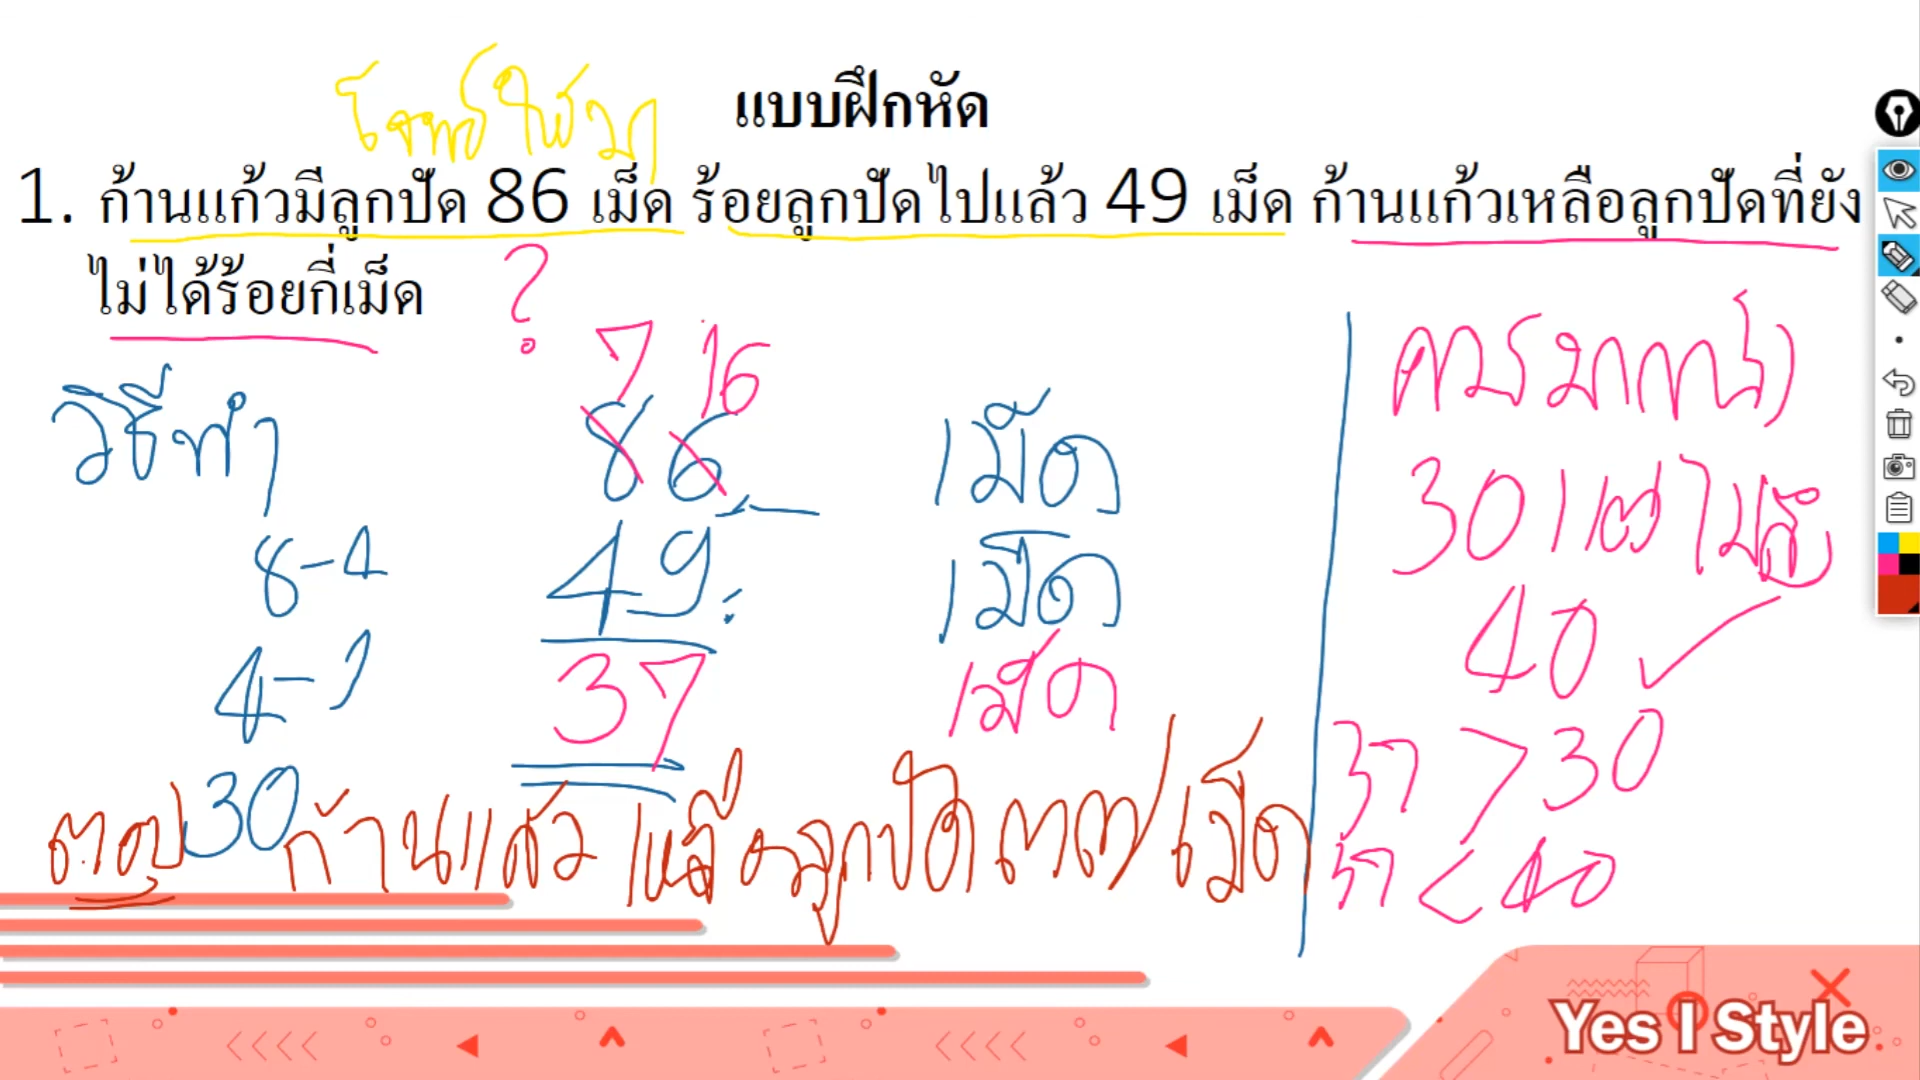 โจทย์ให้มา
แบบฝึกหัด
1. ก้านแก้วมีลูกปัด 86 เม็ด ร้อยลูกปัดไปแล้ว 49 เม็ด ก้านแก้วเหลือลูกปัดที่ยัง
ไม่ได้ร้อยกี่เม็ด ?
7 16
วิธีทำ 86 เม็ด
8-4 49 เม็ด
4-1 37 เม็ด
30
ตอบ ก้านแก้วเหลือลูกปัด ๓๗ เม็ด
ควรมากกว่า
30 แต่ไม่ถึง
40
37 > 30
37 < 40
Yes I Style